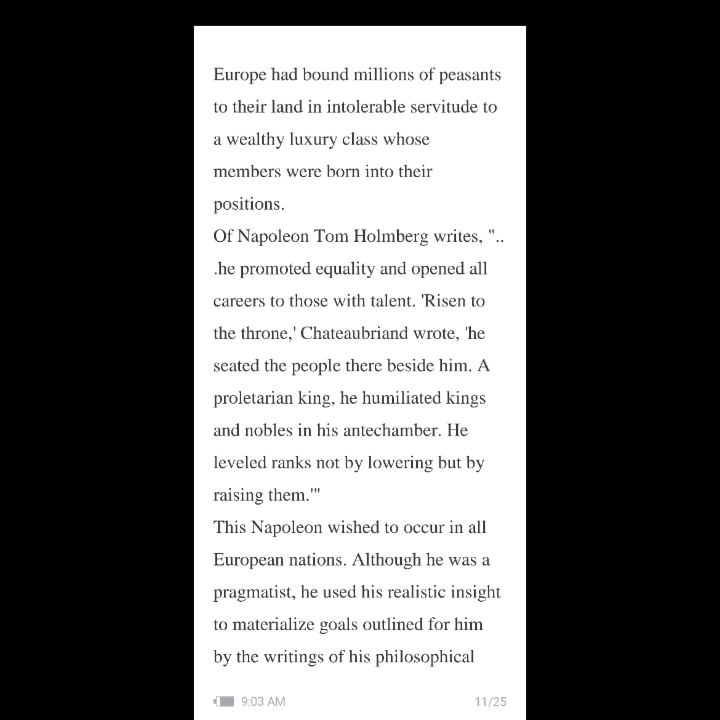 Europe had bound millions of peasants
to their land in intolerable servitude to
a wealthy luxury class whose
members were born into their
positions.
Of Napoleon Tom Holmberg writes, "..
.he promoted equality and opened all
careers to those with talent. 'Risen to
the throne,' Chateaubriand wrote, 'he
seated the people there beside him. A
proletarian king, he humiliated kings
and nobles in his antechamber. He
leveled ranks not by lowering but by
raising them.'"
This Napoleon wished to occur in all
European nations. Although he was a
pragmatist, he used his realistic insight
to materialize goals outlined for him
by the writings of his philosophical
9:03 AM 11/25